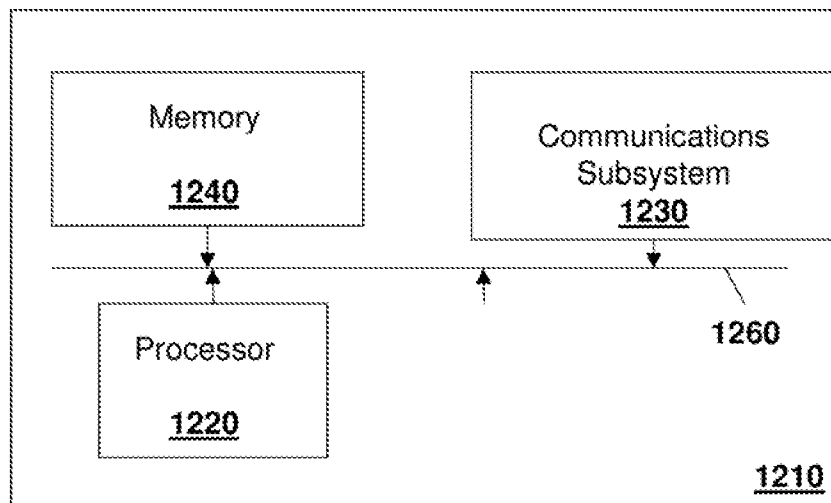 Memory
1240
Communications
Subsystem
1230
1260
Processor
1220
1210